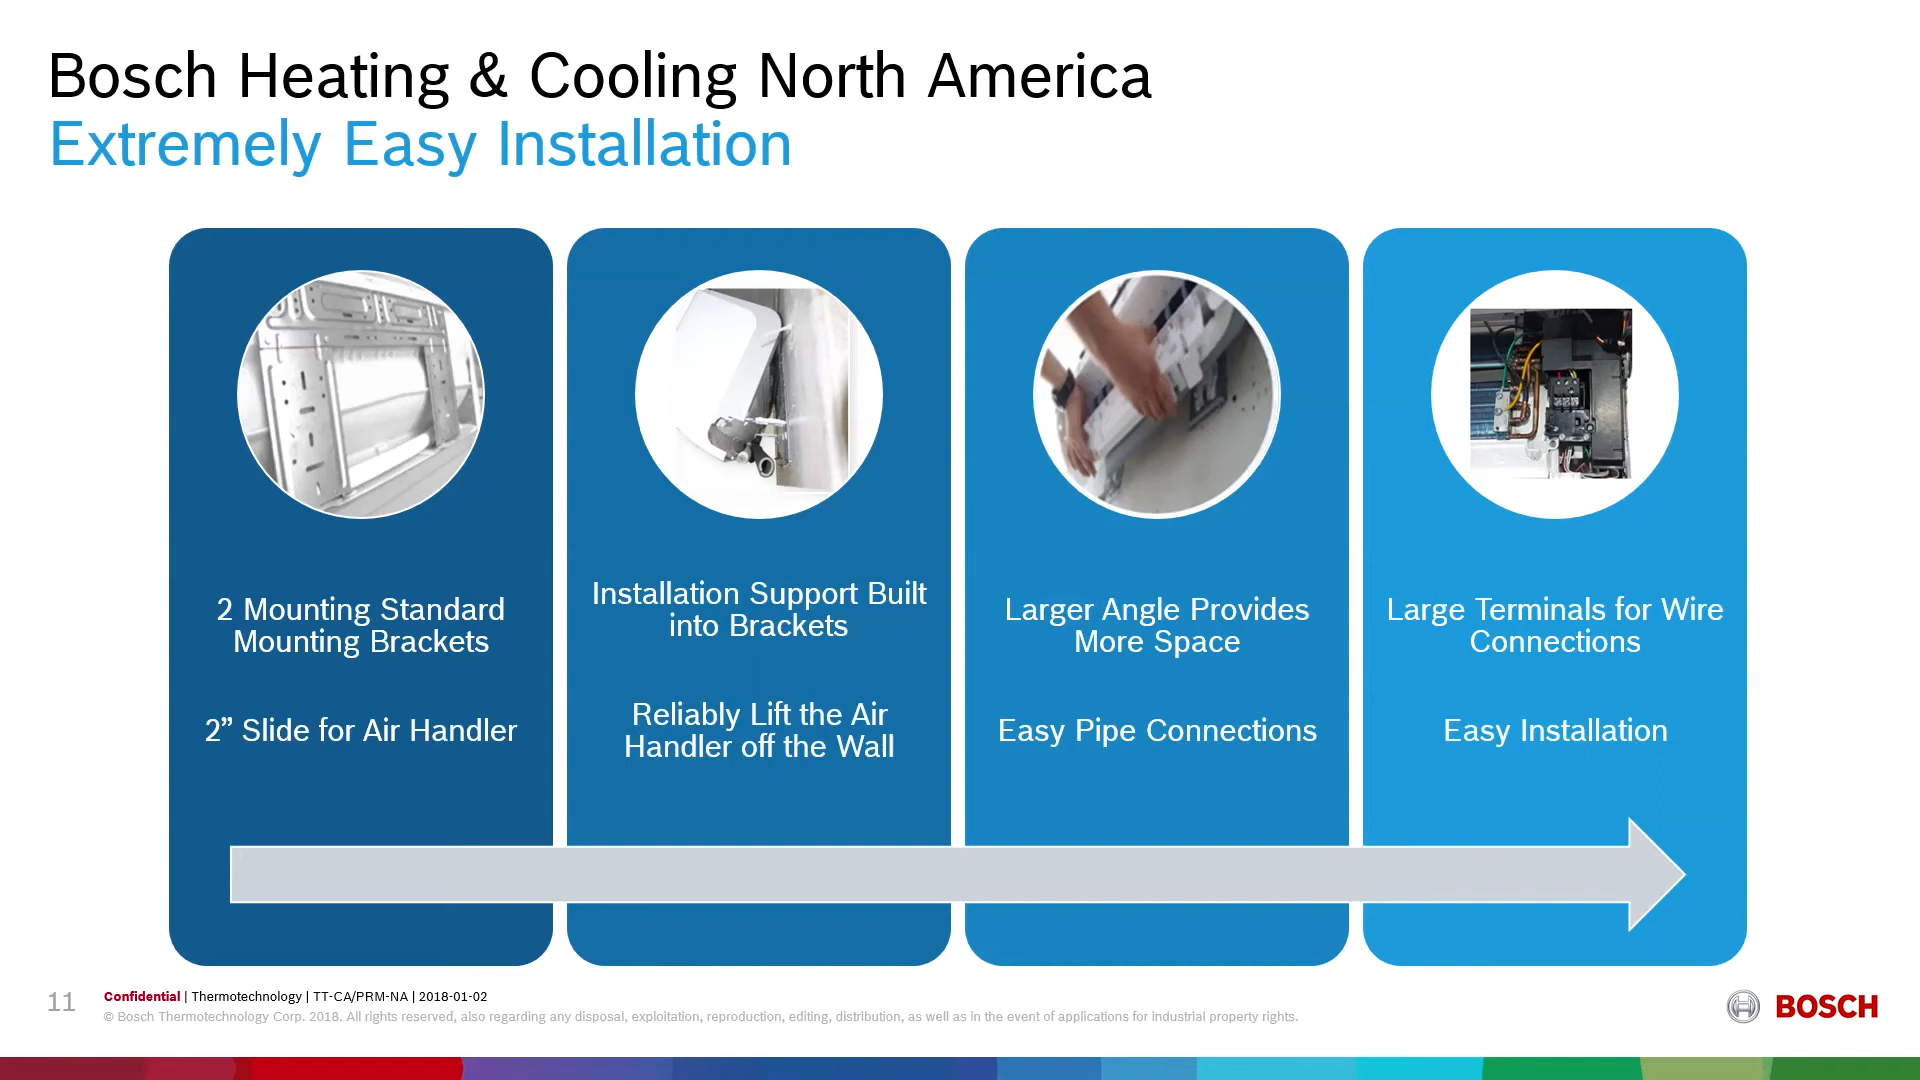 Bosch Heating & Cooling North America
Extremely Easy Installation
2 Mounting Standard
Mounting Brackets
2” Slide for Air Handler
Installation Support Built
into Brackets
Reliably Lift the Air
Handler off the Wall
Larger Angle Provides
More Space
Easy Pipe Connections
Large Terminals for Wire
Connections
Easy Installation
11
Confidential | Thermotechnology | TT-CA/PRM-NA | 2018-01-02
© Bosch Thermotechnology Corp. 2018. All rights reserved, also regarding any disposal, exploitation, reproduction, editing, distribution, as well as in the event of applications for industrial property rights.
BOSCH